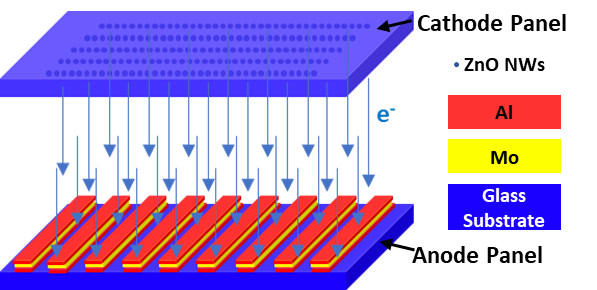 Cathode Panel
• ZnO NWs
e-
Al
Mo
Glass
Substrate
Anode Panel